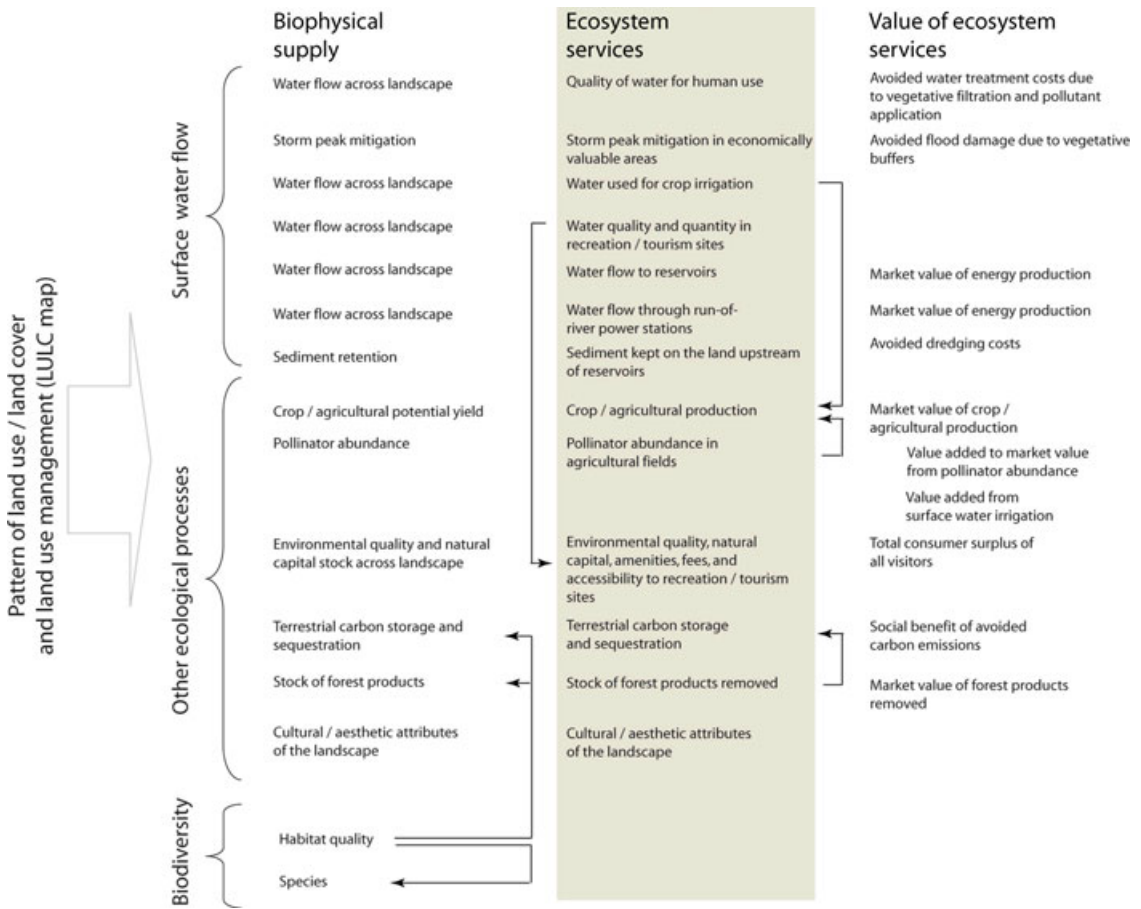 Biophysical
supply
Ecosystem
services
Value of ecosystem
services
Pattern of land use / land cover
and land use management (LULC map)
Surface water flow
Water flow across landscape
Quality of water for human use
Avoided water treatment costs due
to vegetative filtration and pollutant
application
Storm peak mitigation
Storm peak mitigation in economically
valuable areas
Avoided flood damage due to vegetative
buffers
Water flow across landscape
Water used for crop irrigation
Water flow across landscape
Water quality and quantity in
recreation / tourism sites
Water flow across landscape
Water flow to reservoirs
Market value of energy production
Water flow across landscape
Water flow through run-of-
river power stations
Market value of energy production
Sediment retention
Sediment kept on the land upstream
of reservoirs
Avoided dredging costs
Other ecological processes
Crop / agricultural potential yield
Crop / agricultural production
Market value of crop /
agricultural production
Pollinator abundance
Pollinator abundance in
agricultural fields
Value added to market value
from pollinator abundance
Value added from
surface water irrigation
Environmental quality and natural
capital stock across landscape
Environmental quality, natural
capital, amenities, fees, and
accessibility to recreation / tourism
sites
Total consumer surplus of
all visitors
Terrestrial carbon storage and
sequestration
Terrestrial carbon storage
and sequestration
Social benefit of avoided
carbon emissions
Stock of forest products
Stock of forest products removed
Market value of forest products
removed
Cultural / aesthetic attributes
of the landscape
Cultural / aesthetic attributes
of the landscape
Biodiversity
Habitat quality
Species